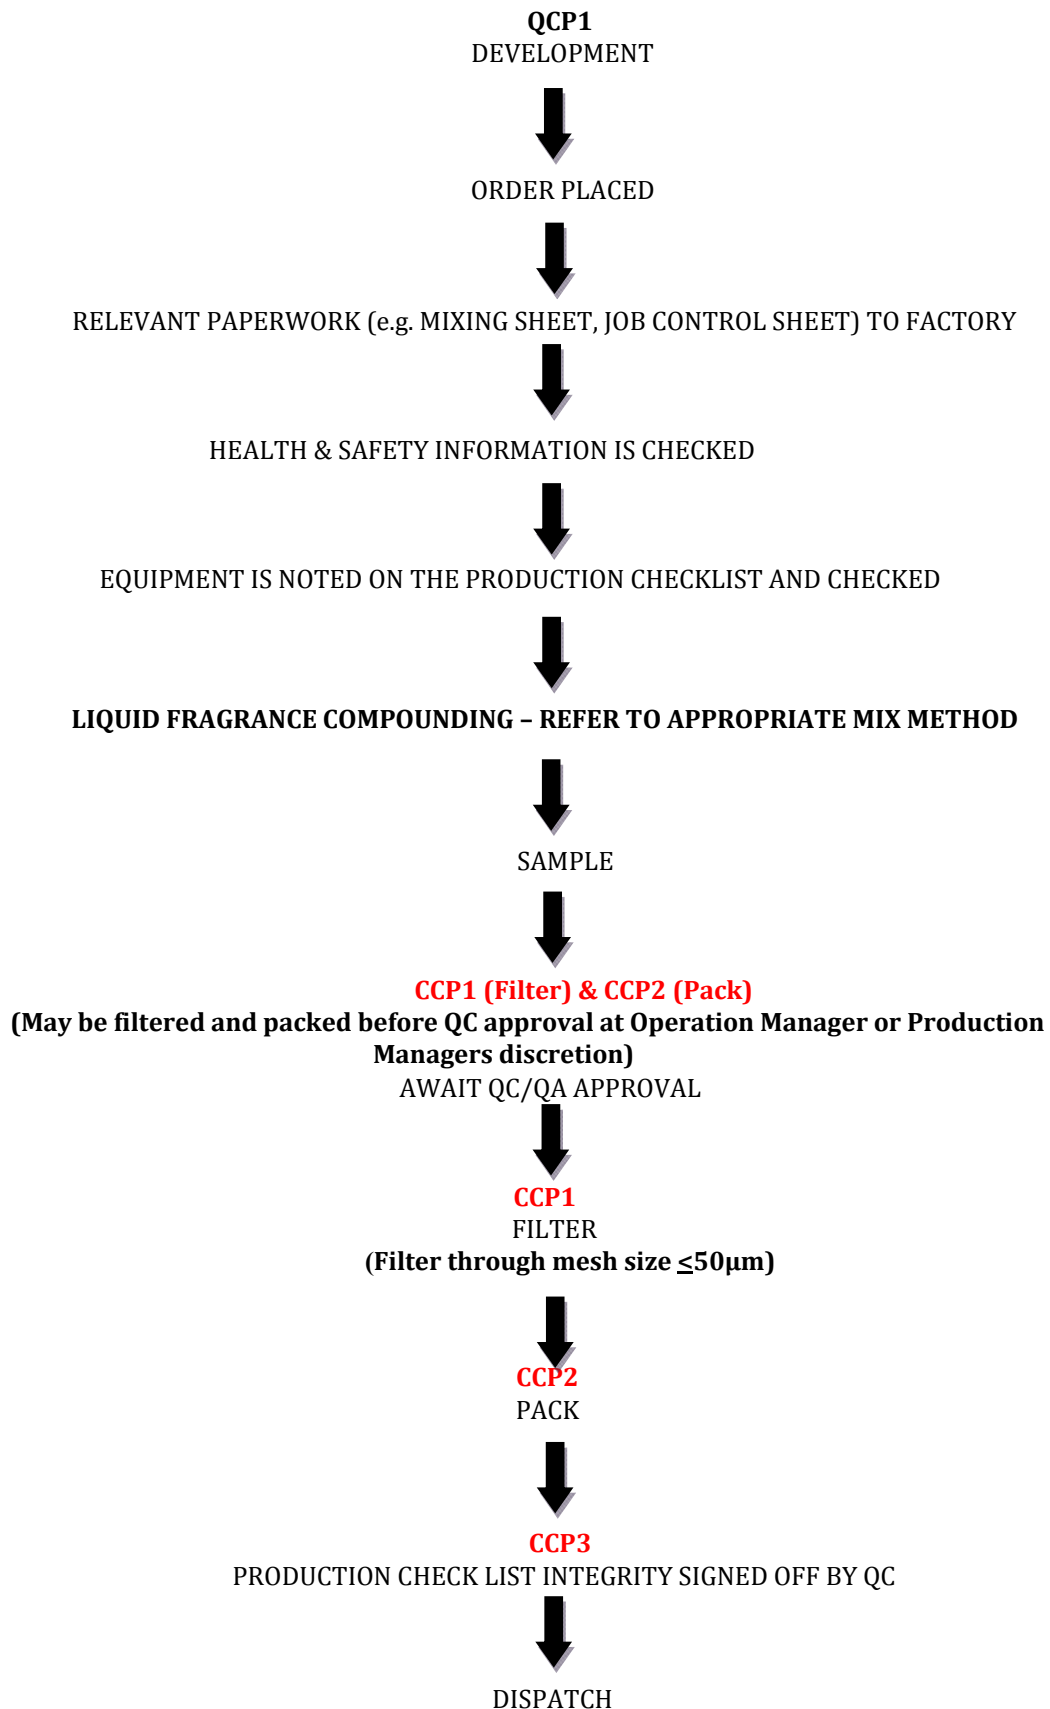 QCP1
DEVELOPMENT
ORDER PLACED
RELEVANT PAPERWORK (e.g. MIXING SHEET, JOB CONTROL SHEET) TO FACTORY
HEALTH & SAFETY INFORMATION IS CHECKED
EQUIPMENT IS NOTED ON THE PRODUCTION CHECKLIST AND CHECKED
LIQUID FRAGRANCE COMPOUNDING – REFER TO APPROPRIATE MIX METHOD
SAMPLE
CCP1 (Filter) & CCP2 (Pack)
(May be filtered and packed before QC approval at Operation Manager or Production
Managers discretion)
AWAIT QC/QA APPROVAL
CCP1
FILTER
(Filter through mesh size ≤50μm)
CCP2
PACK
CCP3
PRODUCTION CHECK LIST INTEGRITY SIGNED OFF BY QC
DISPATCH